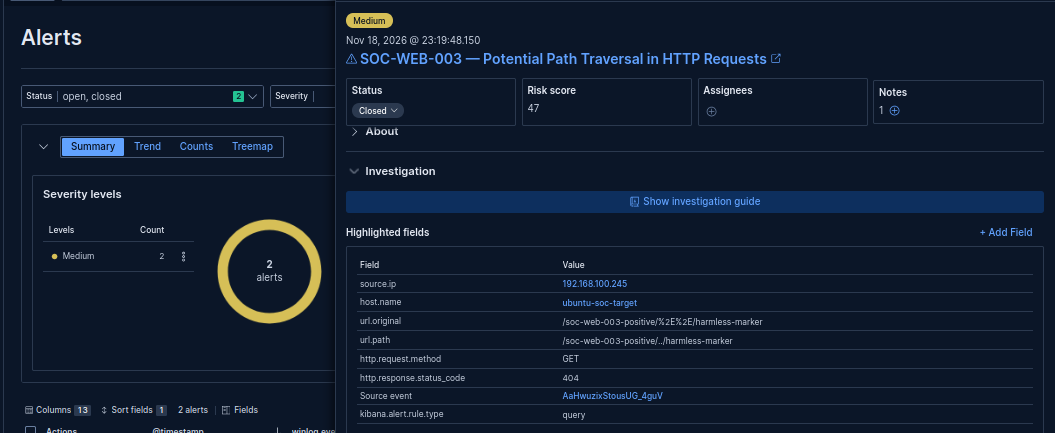 Alerts
Status open, closed 2
Severity
Summary Trend Counts Treemap
Severity levels
Levels Count
Medium 2
2
alerts
Columns 13 Sort fields 1 2 alerts Fields
Actions @timestamp
Medium
Nov 18, 2026 @ 23:19:48.150
SOC-WEB-003 — Potential Path Traversal in HTTP Requests
Status
Closed
Risk score
47
Assignees
Notes
1
About
Investigation
Show investigation guide
Highlighted fields
+ Add Field
Field Value
source.ip 192.168.100.245
host.name ubuntu-soc-target
url.original /soc-web-003-positive/%2E%2E/harmless-marker
url.path /soc-web-003-positive/../harmless-marker
http.request.method GET
http.response.status_code 404
Source event AaHwuzixStousUG_4guV
kibana.alert.rule.type query